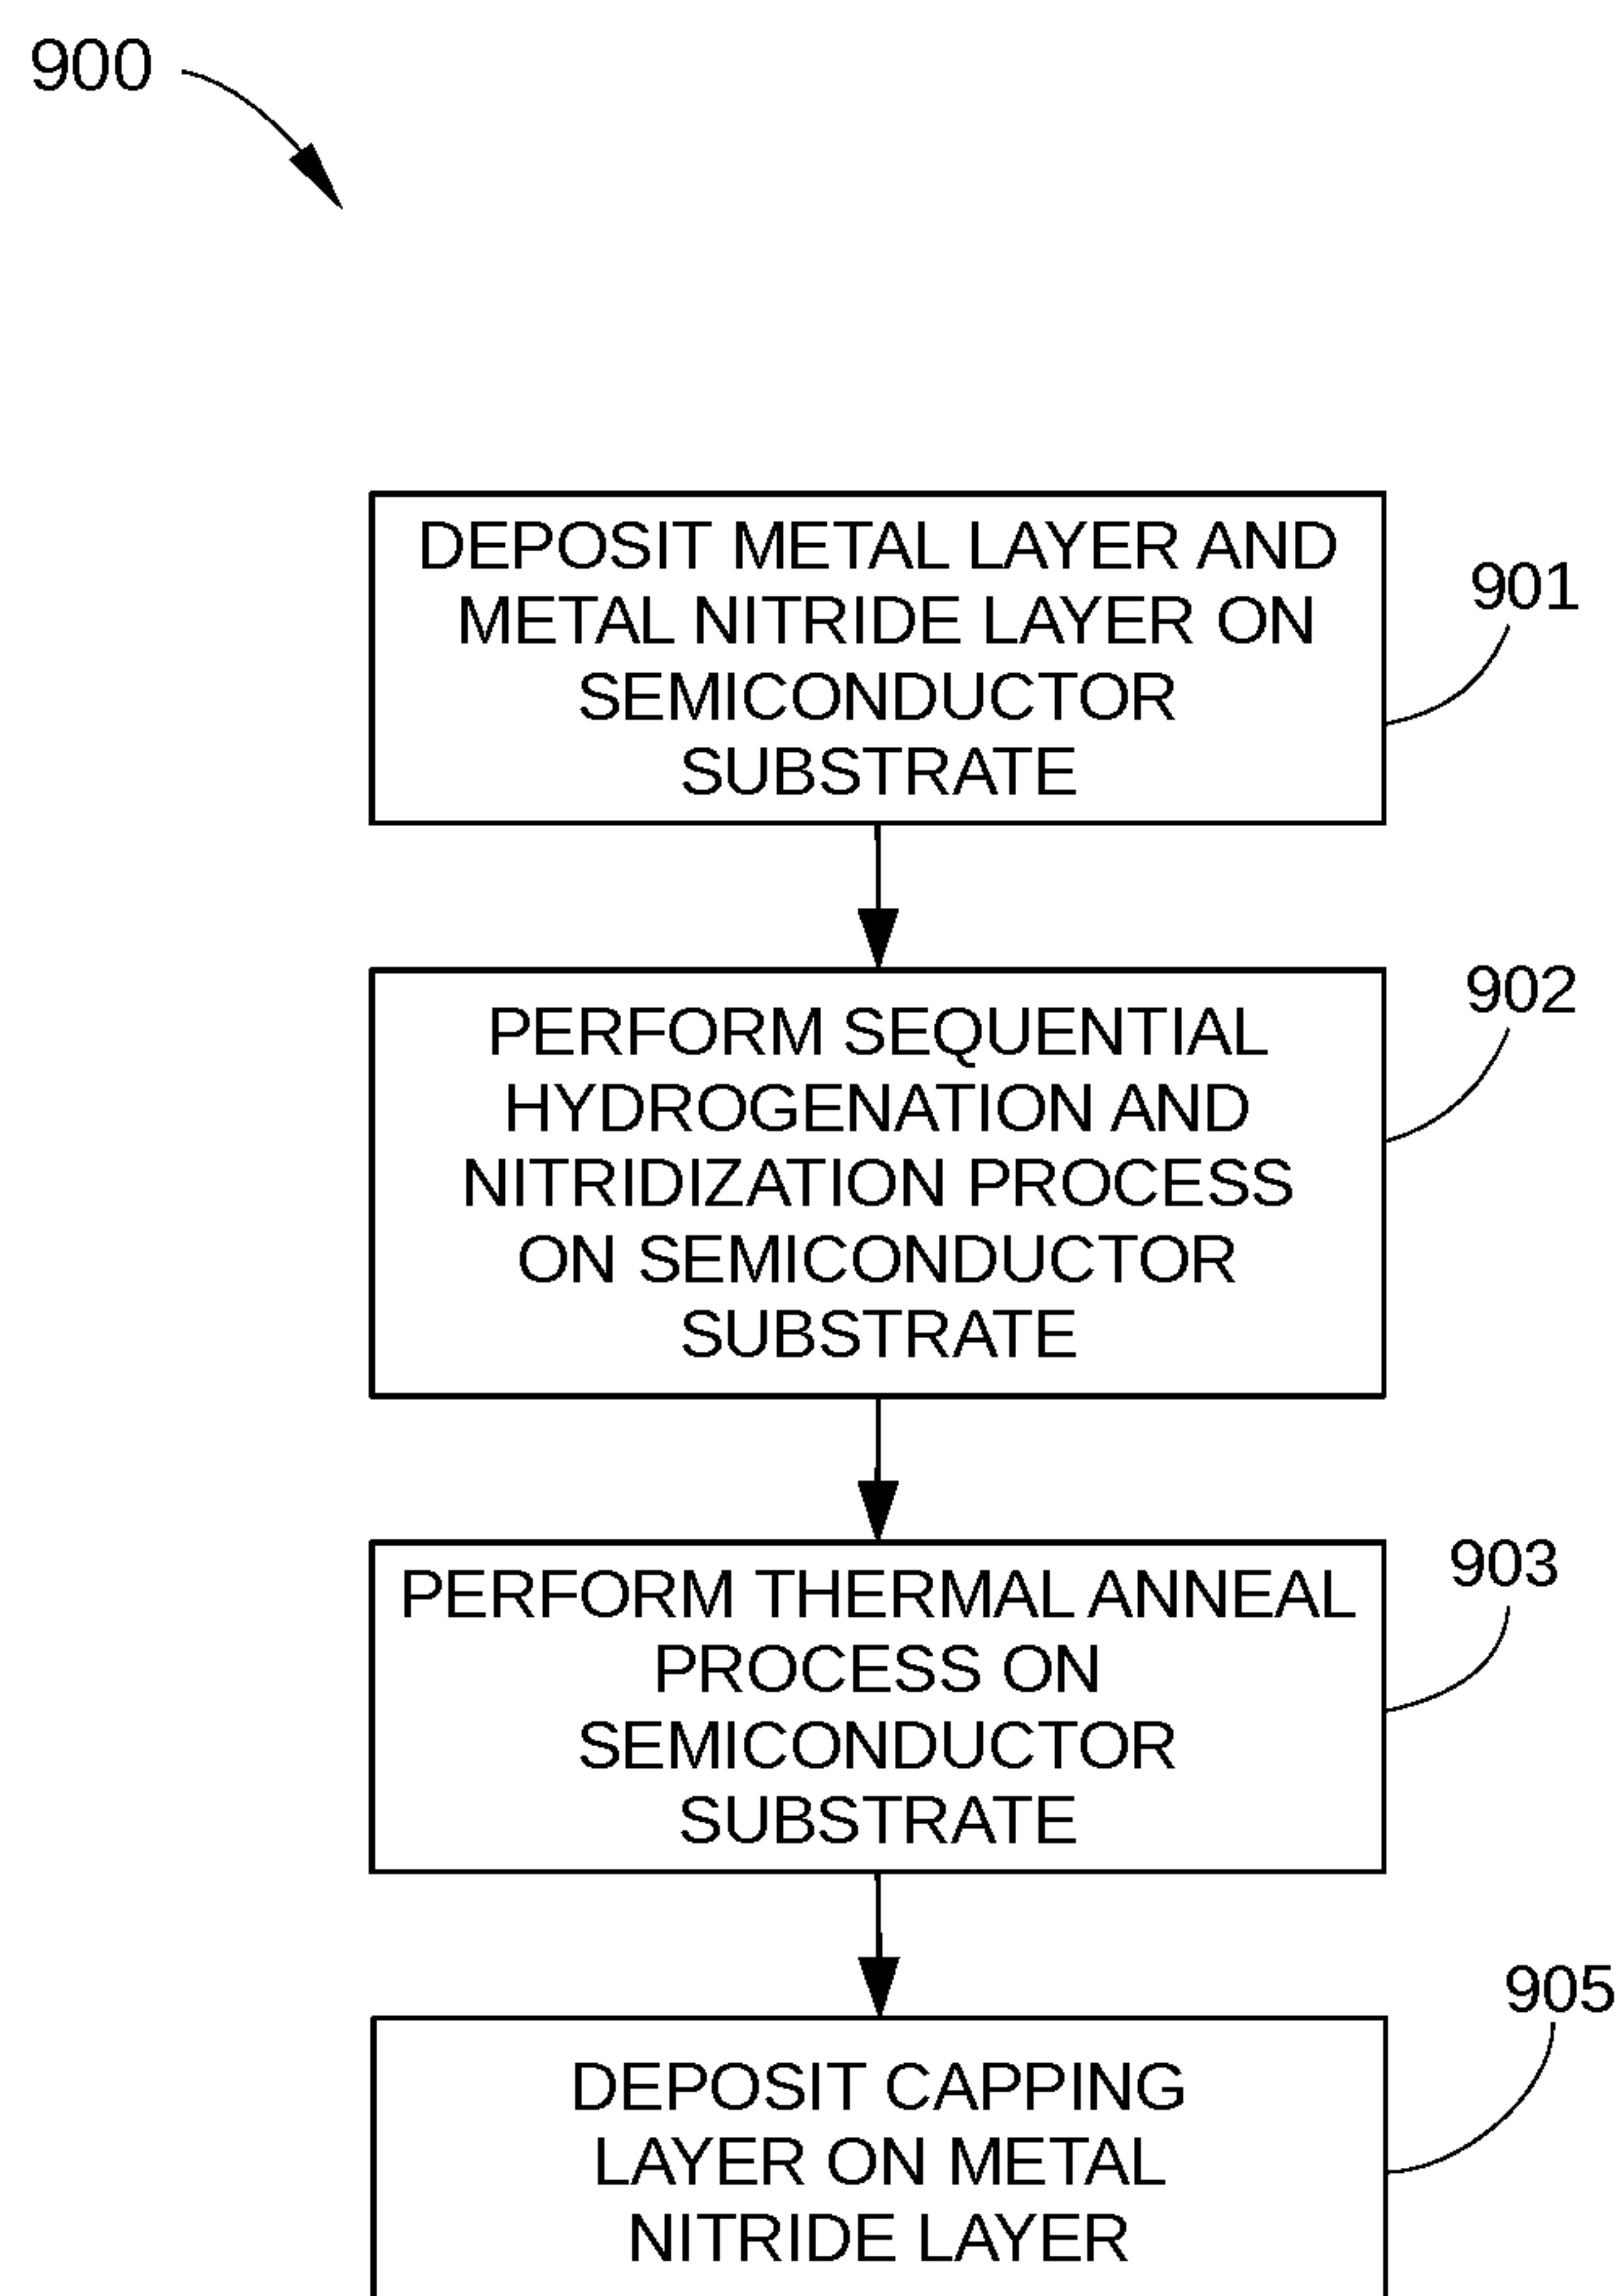 900
DEPOSIT METAL LAYER AND
METAL NITRIDE LAYER ON
SEMICONDUCTOR
SUBSTRATE
901
PERFORM SEQUENTIAL
HYDROGENATION AND
NITRIDIZATION PROCESS
ON SEMICONDUCTOR
SUBSTRATE
902
PERFORM THERMAL ANNEAL
PROCESS ON
SEMICONDUCTOR
SUBSTRATE
903
DEPOSIT CAPPING
LAYER ON METAL
NITRIDE LAYER
905